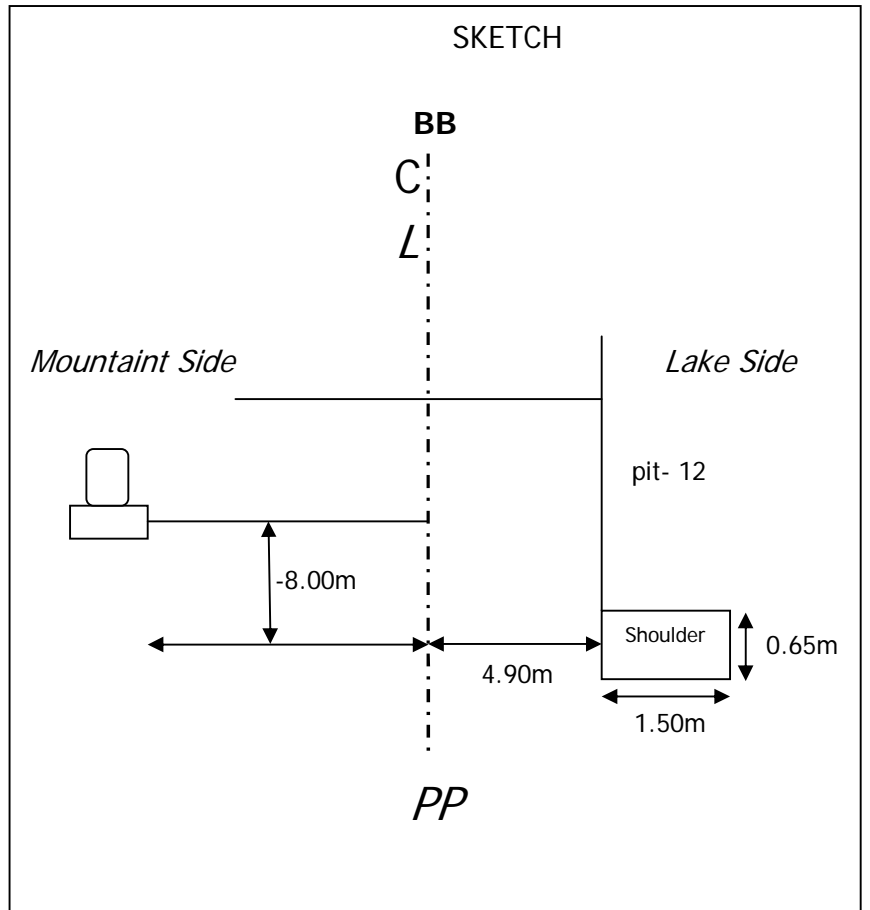 SKETCH
BB
C
L
Mountaint Side
Lake Side
pit- 12
-8.00m
Shoulder
0.65m
4.90m
1.50m
PP